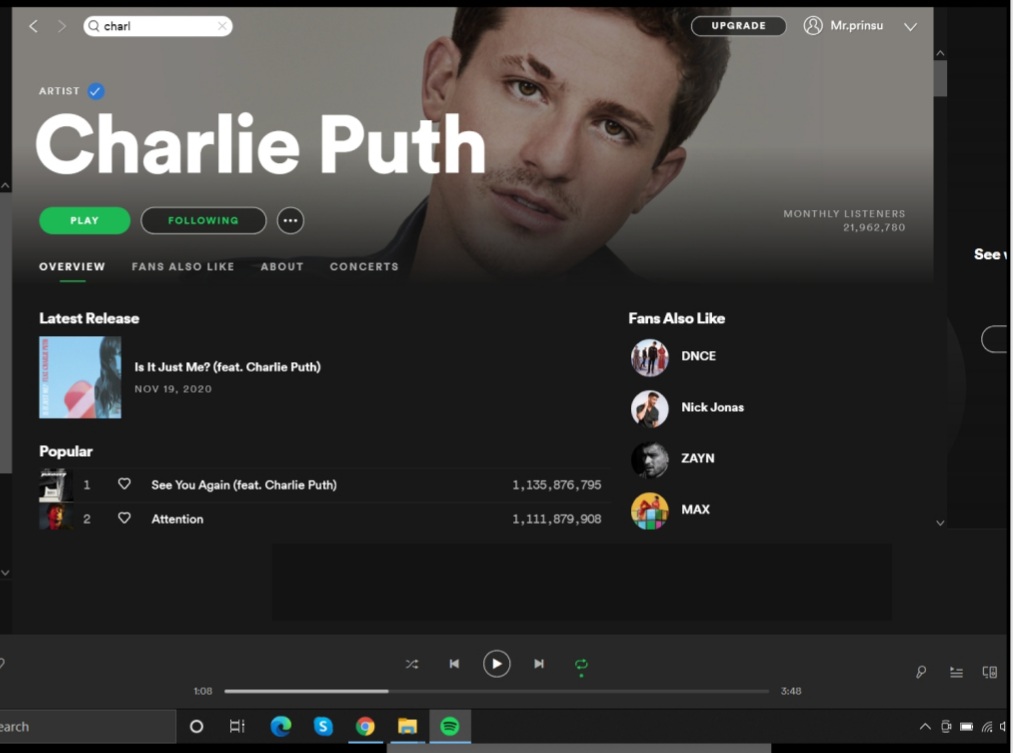 charl
UPGRADE
Mr.prinsu
ARTIST
Charlie Puth
PLAY
FOLLOWING
MONTHLY LISTENERS
21,962,780
OVERVIEW
FANS ALSO LIKE
ABOUT
CONCERTS
See
Latest Release
Is It Just Me? (feat. Charlie Puth)
NOV 19, 2020
Fans Also Like
DNCE
Nick Jonas
ZAYN
MAX
Popular
1 See You Again (feat. Charlie Puth) 1,135,876,795
2 Attention 1,111,879,908
1:08
3:48
earch